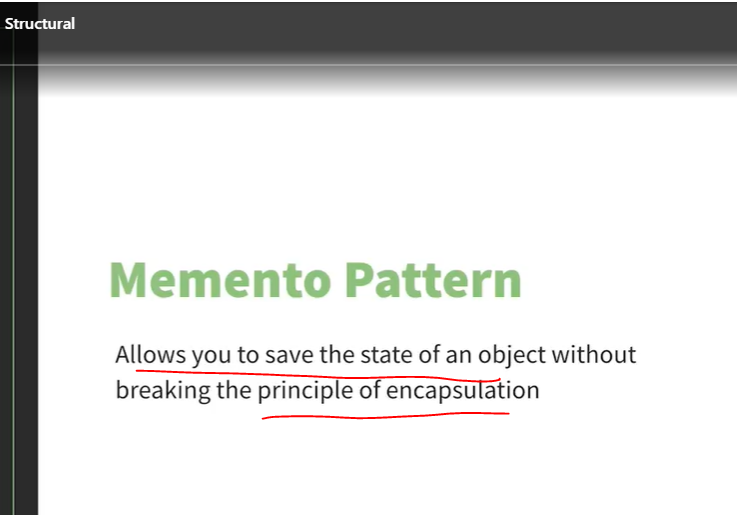 Structural
Memento Pattern
Allows you to save the state of an object without
breaking the principle of encapsulation